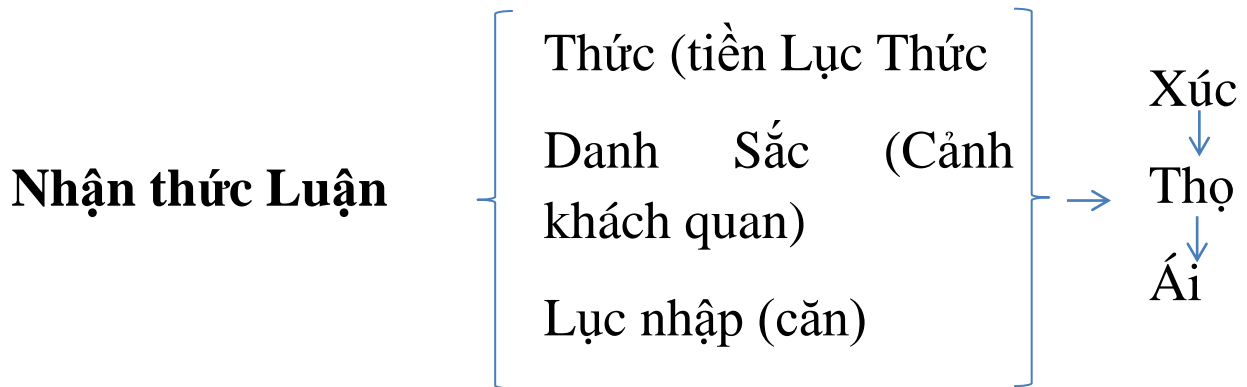 Nhận thức Luận
Thức (tiền Lục Thức
Danh Sắc (Cảnh
khách quan)
Lục nhập (căn)
Xúc
Thọ
Ái